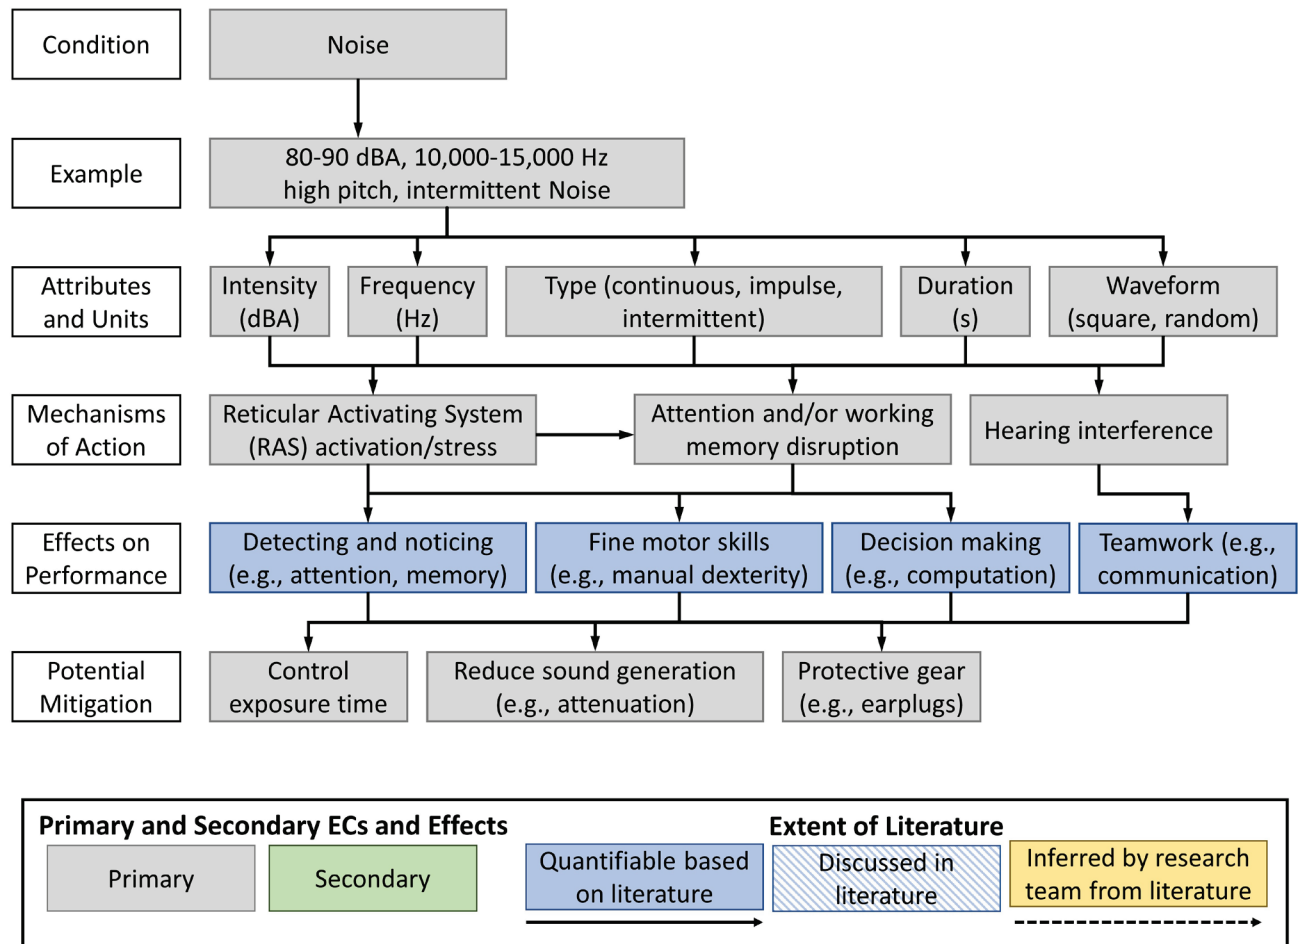 Condition
Noise
Example
80-90 dBA, 10,000-15,000 Hz
high pitch, intermittent Noise
Attributes
and Units
Intensity
(dBA)
Frequency
(Hz)
Type (continuous, impulse,
intermittent)
Duration
(s)
Waveform
(square, random)
Mechanisms
of Action
Reticular Activating System
(RAS) activation/stress
Attention and/or working
memory disruption
Hearing interference
Effects on
Performance
Detecting and noticing
(e.g., attention, memory)
Fine motor skills
(e.g., manual dexterity)
Decision making
(e.g., computation)
Teamwork (e.g.,
communication)
Potential
Mitigation
Control
exposure time
Reduce sound generation
(e.g., attenuation)
Protective gear
(e.g., earplugs)
Primary and Secondary ECs and Effects
Primary
Secondary
Extent of Literature
Quantifiable based
on literature
Discussed in
literature
Inferred by research
team from literature